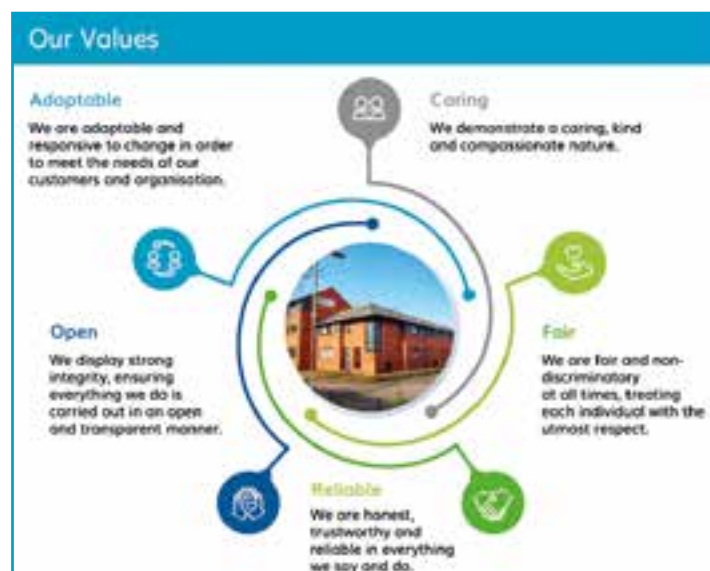 Our Values
Adaptable
We are adaptable and
responsive to change in order
to meet the needs of our
customers and organisation.
Caring
We demonstrate a caring, kind
and compassionate nature.
Open
We display strong
integrity, ensuring
everything we do is
carried out in an open
and transparent manner.
Fair
We are fair and non-
discriminatory
at all times, treating
each individual with the
utmost respect.
Reliable
We are honest,
trustworthy and
reliable in everything
we say and do.